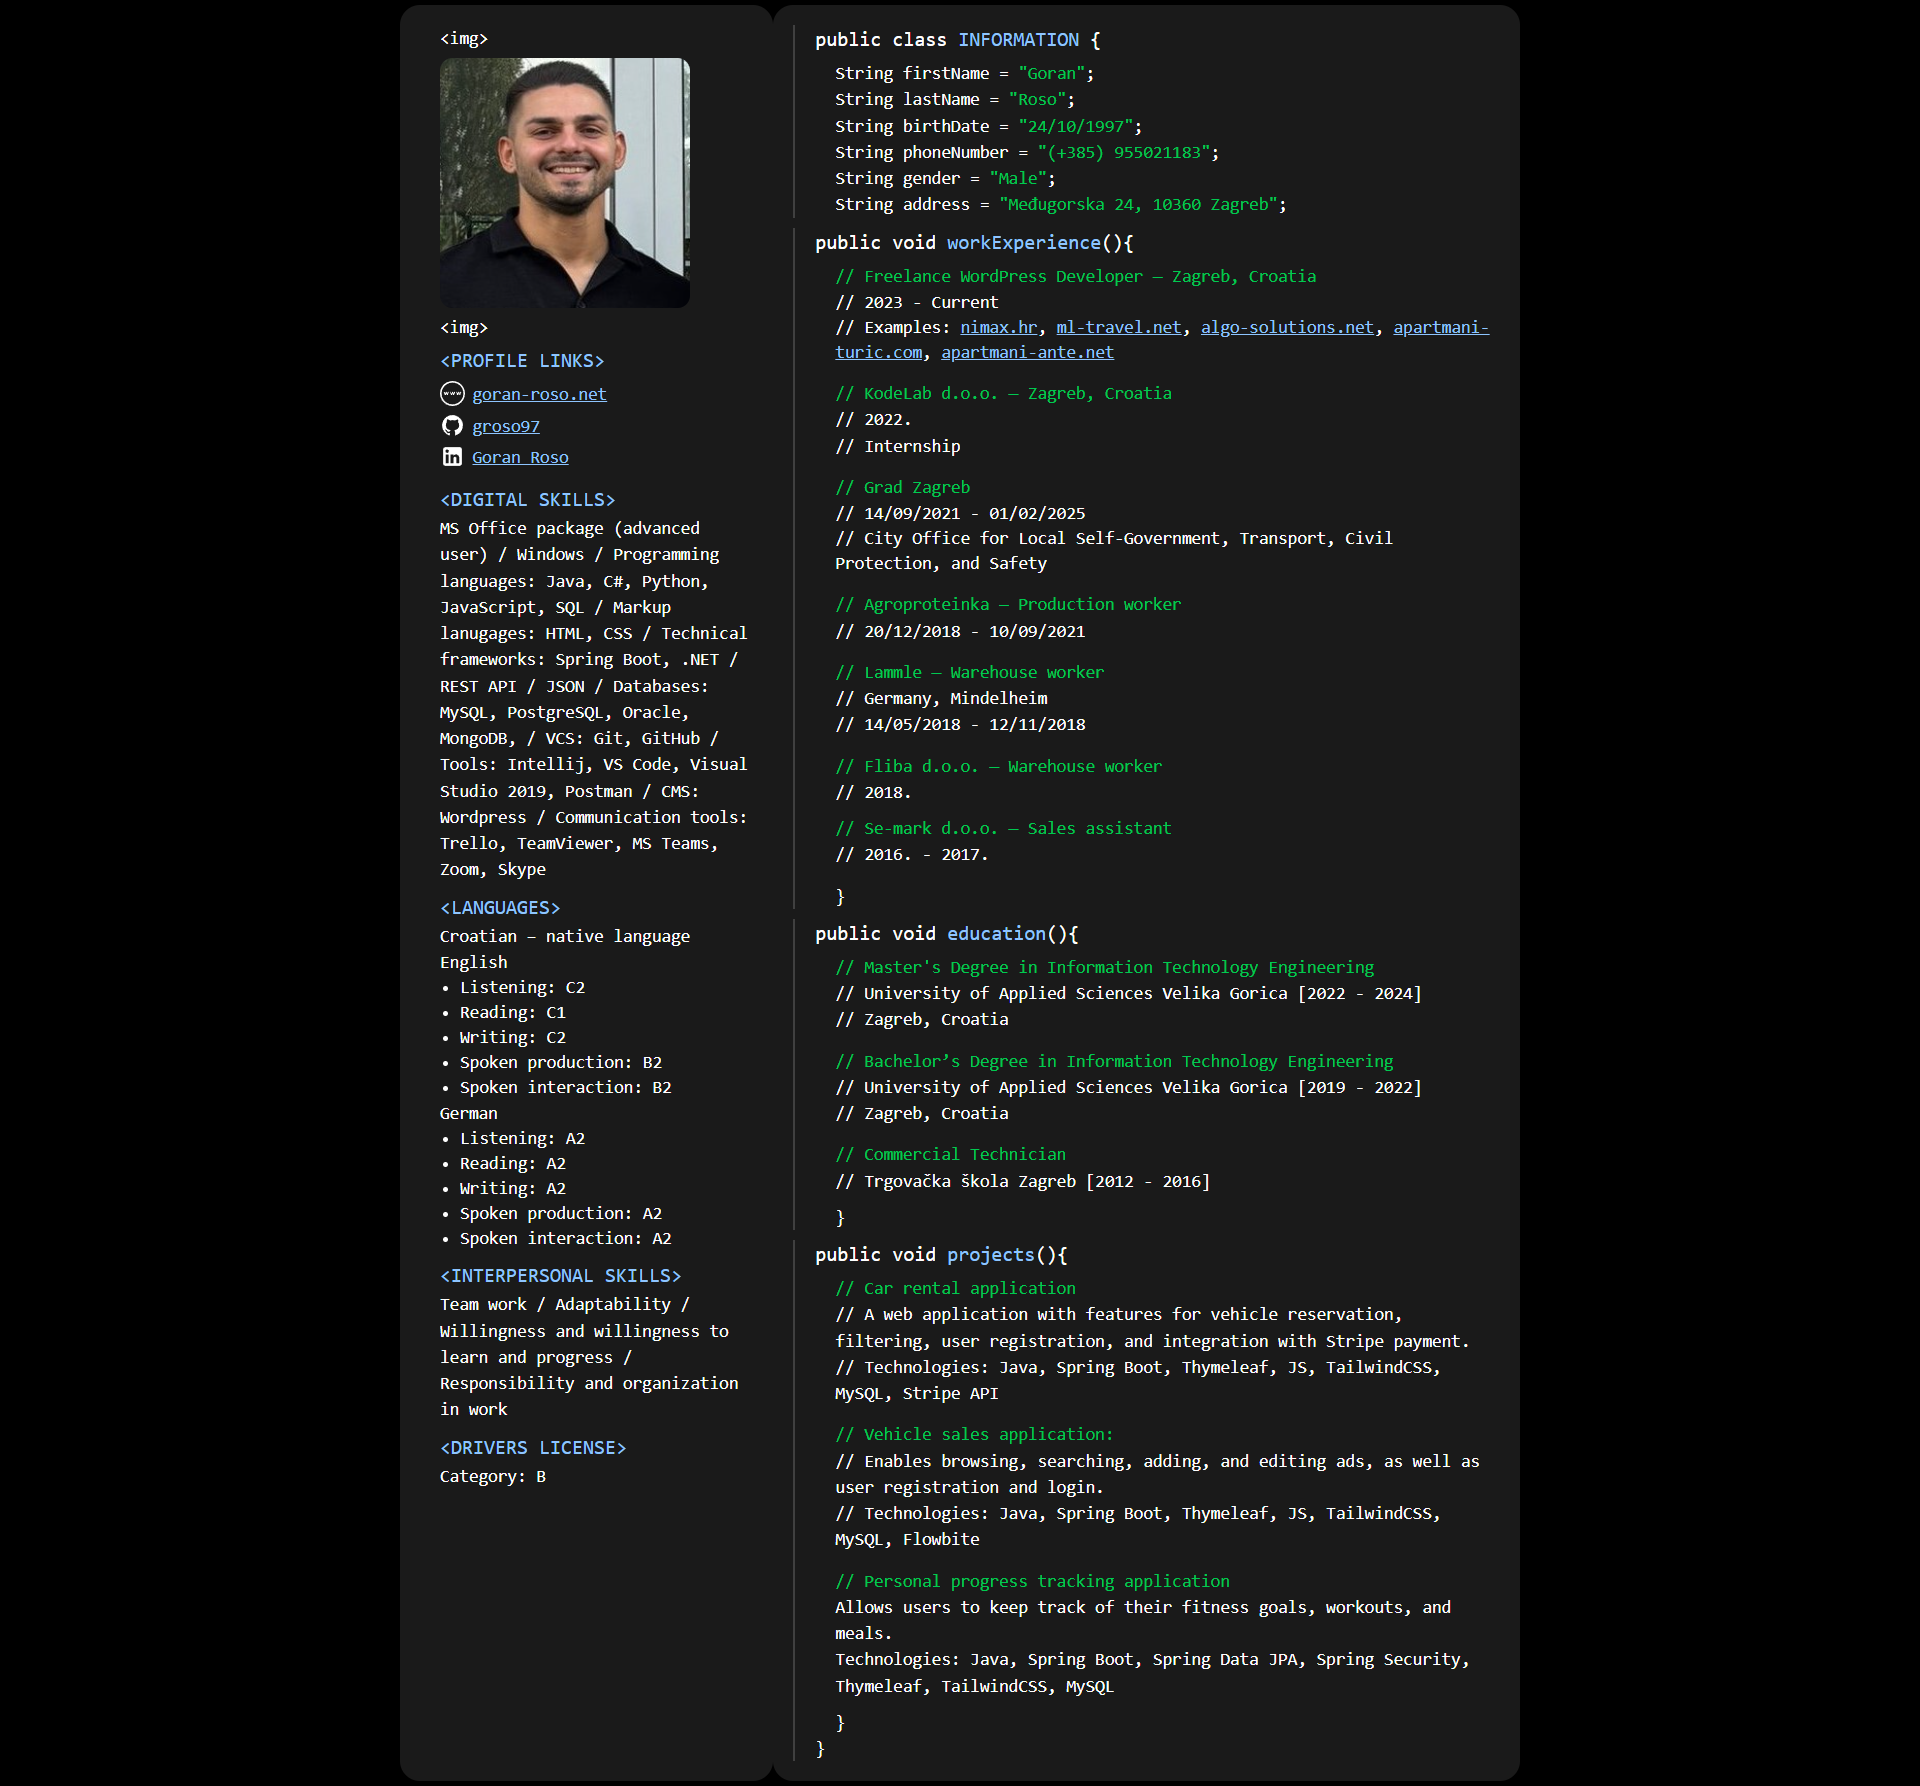 <img>
<img>
<PROFILE LINKS>
www goran-roso.net
groso97
in Goran Roso
<DIGITAL SKILLS>
MS Office package (advanced
user) / Windows / Programming
languages: Java, C#, Python,
JavaScript, SQL / Markup
lanugages: HTML, CSS / Technical
frameworks: Spring Boot, .NET /
REST API / JSON / Databases:
MySQL, PostgreSQL, Oracle,
MongoDB, / VCS: Git, GitHub /
Tools: Intellij, VS Code, Visual
Studio 2019, Postman / CMS:
Wordpress / Communication tools:
Trello, TeamViewer, MS Teams,
Zoom, Skype
<LANGUAGES>
Croatian – native language
English
• Listening: C2
• Reading: C1
• Writing: C2
• Spoken production: B2
• Spoken interaction: B2
German
• Listening: A2
• Reading: A2
• Writing: A2
• Spoken production: A2
• Spoken interaction: A2
<INTERPERSONAL SKILLS>
Team work / Adaptability /
Willingness and willingness to
learn and progress /
Responsibility and organization
in work
<DRIVERS LICENSE>
Category: B
public class INFORMATION {
String firstName = "Goran";
String lastName = "Roso";
String birthDate = "24/10/1997";
String phoneNumber = "(+385) 955021183";
String gender = "Male";
String address = "Međugorska 24, 10360 Zagreb";
public void workExperience(){
// Freelance WordPress Developer – Zagreb, Croatia
// 2023 - Current
// Examples: nimax.hr, ml-travel.net, algo-solutions.net, apartmani-
turic.com, apartmani-ante.net
// KodeLab d.o.o. – Zagreb, Croatia
// 2022.
// Internship
// Grad Zagreb
// 14/09/2021 - 01/02/2025
// City Office for Local Self-Government, Transport, Civil
Protection, and Safety
// Agroproteinka – Production worker
// 20/12/2018 - 10/09/2021
// Lammle – Warehouse worker
// Germany, Mindelheim
// 14/05/2018 - 12/11/2018
// Fliba d.o.o. – Warehouse worker
// 2018.
// Se-mark d.o.o. – Sales assistant
// 2016. - 2017.
}
public void education(){
// Master's Degree in Information Technology Engineering
// University of Applied Sciences Velika Gorica [2022 - 2024]
// Zagreb, Croatia
// Bachelor’s Degree in Information Technology Engineering
// University of Applied Sciences Velika Gorica [2019 - 2022]
// Zagreb, Croatia
// Commercial Technician
// Trgovačka škola Zagreb [2012 - 2016]
}
public void projects(){
// Car rental application
// A web application with features for vehicle reservation,
filtering, user registration, and integration with Stripe payment.
// Technologies: Java, Spring Boot, Thymeleaf, JS, TailwindCSS,
MySQL, Stripe API
// Vehicle sales application:
// Enables browsing, searching, adding, and editing ads, as well as
user registration and login.
// Technologies: Java, Spring Boot, Thymeleaf, JS, TailwindCSS,
MySQL, Flowbite
// Personal progress tracking application
Allows users to keep track of their fitness goals, workouts, and
meals.
Technologies: Java, Spring Boot, Spring Data JPA, Spring Security,
Thymeleaf, TailwindCSS, MySQL
}
}